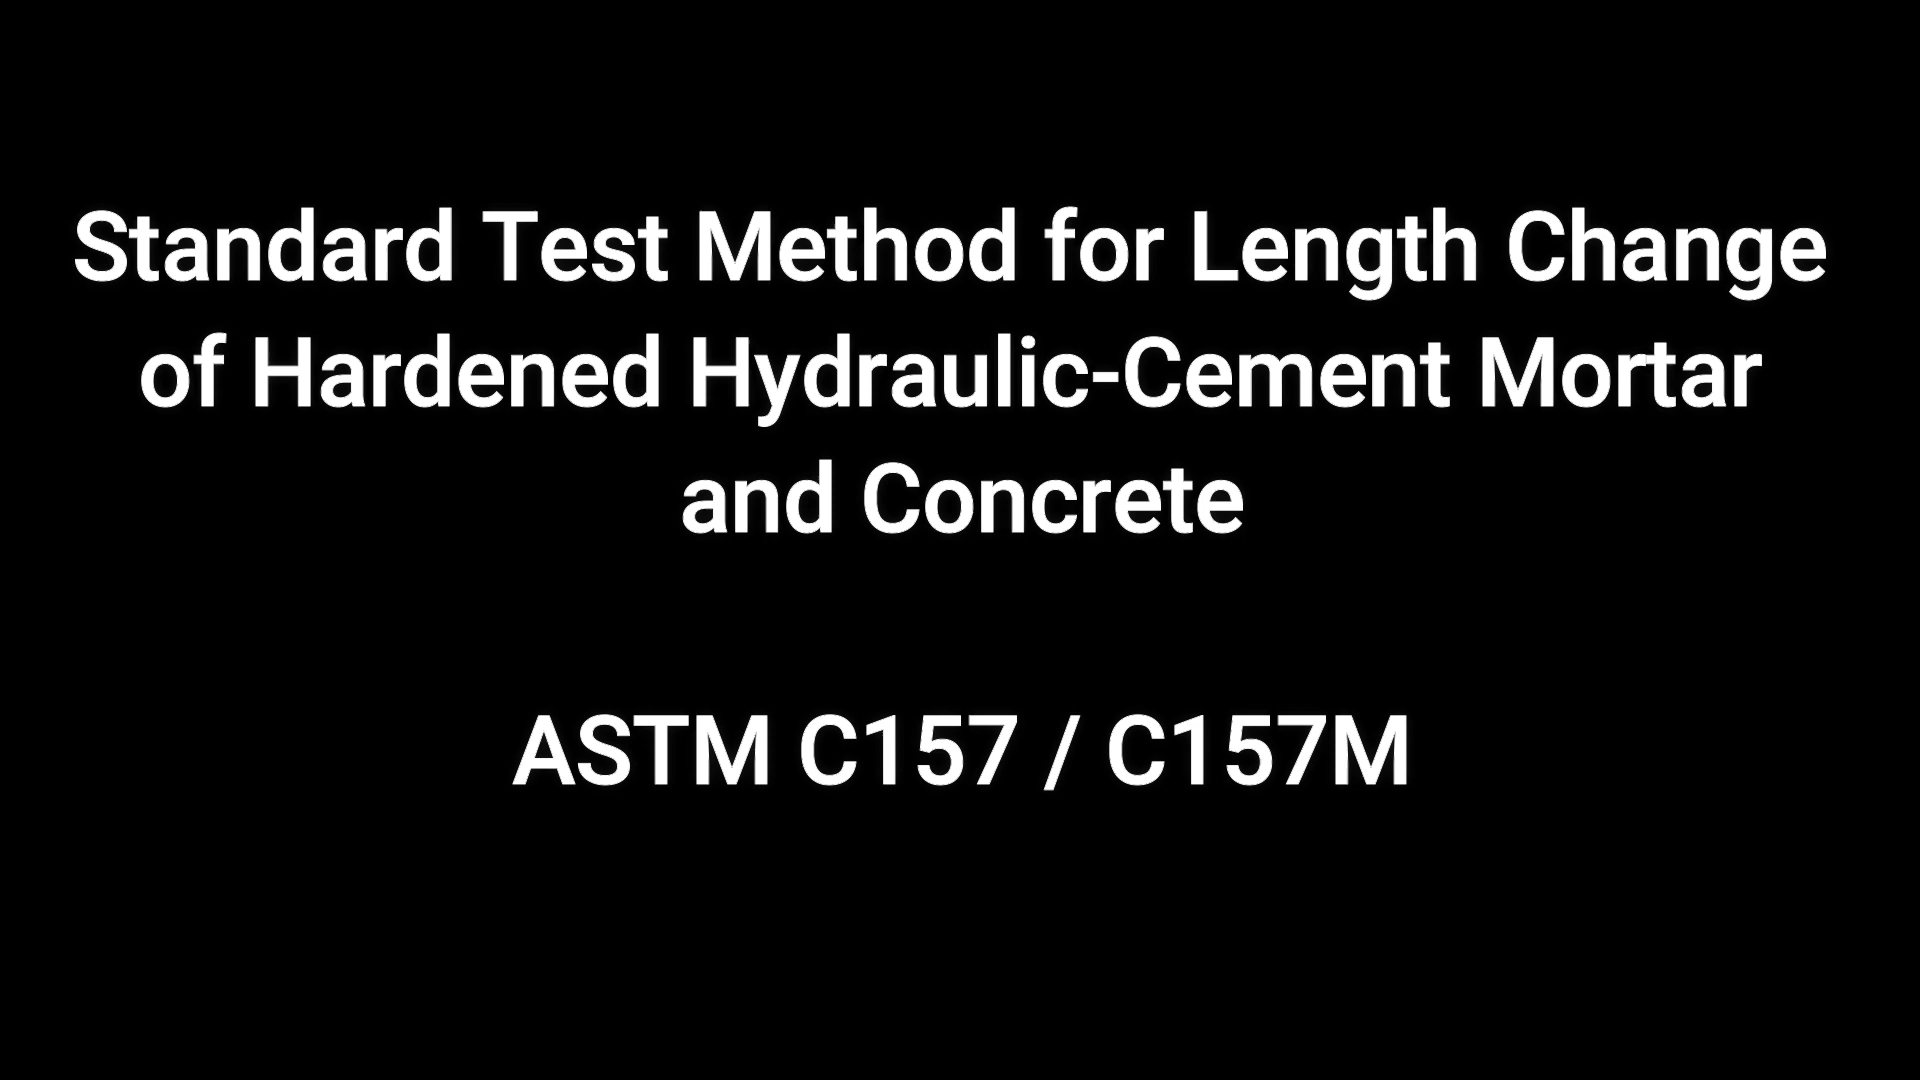 Standard Test Method for Length Change
of Hardened Hydraulic-Cement Mortar
and Concrete
ASTM C157 / C157M